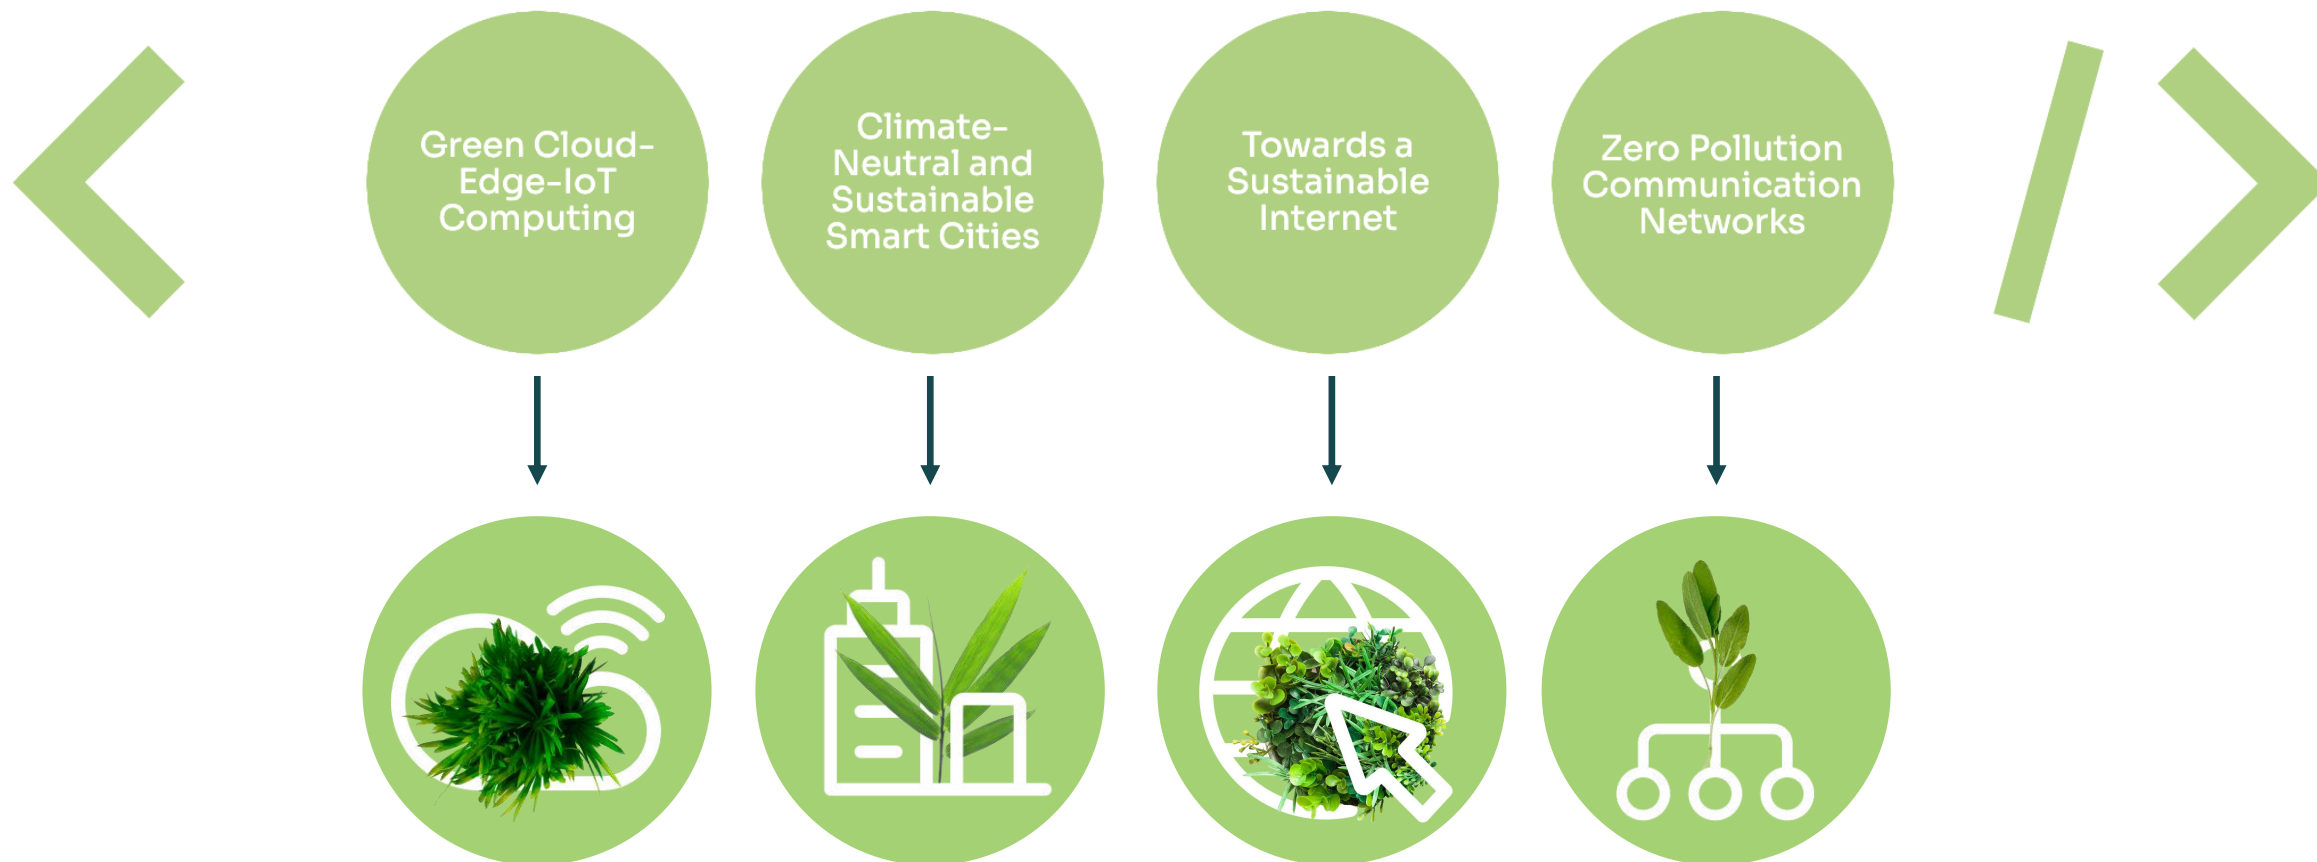 Green Cloud-
Edge-IoT
Computing
Climate-
Neutral and
Sustainable
Smart Cities
Towards a
Sustainable
Internet
Zero Pollution
Communication
Networks